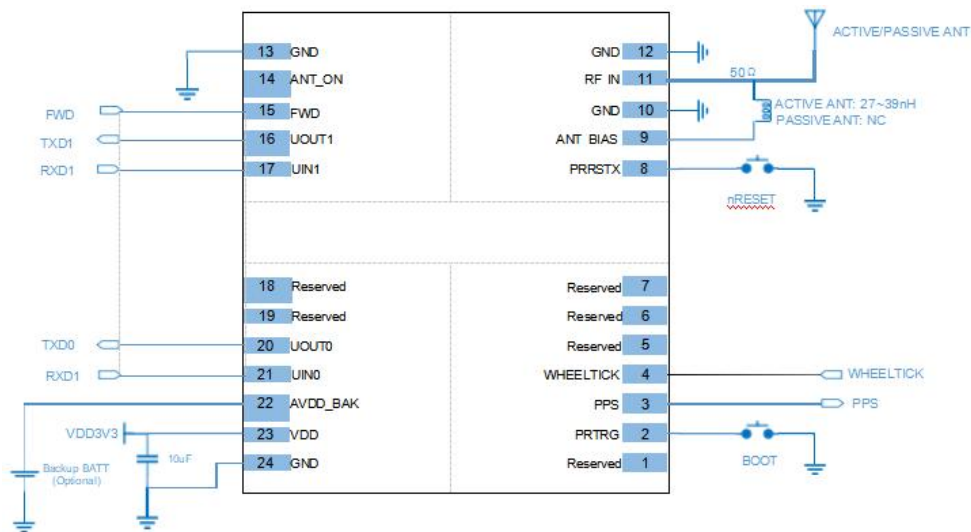 ACTIVE/PASSIVE ANT
13 GND
GND 12
14 ANT_ON
RF IN 11
50Ω
FWD
15 FWD
GND 10
ACTIVE ANT: 27~39nH
PASSIVE ANT: NC
TXD1
16 UOUT1
ANT BIAS 9
RXD1
17 UIN1
PRRSTX 8
nRESET
18 Reserved
Reserved 7
19 Reserved
Reserved 6
TXD0
20 UOUT0
Reserved 5
RXD1
21 UIN0
WHEELTICK 4
WHEELTICK
22 AVDD_BAK
PPS 3
PPS
VDD3V3
23 VDD
PRTRG 2
BOOT
10uF
24 GND
Reserved 1
Backup BATT
(Optional)